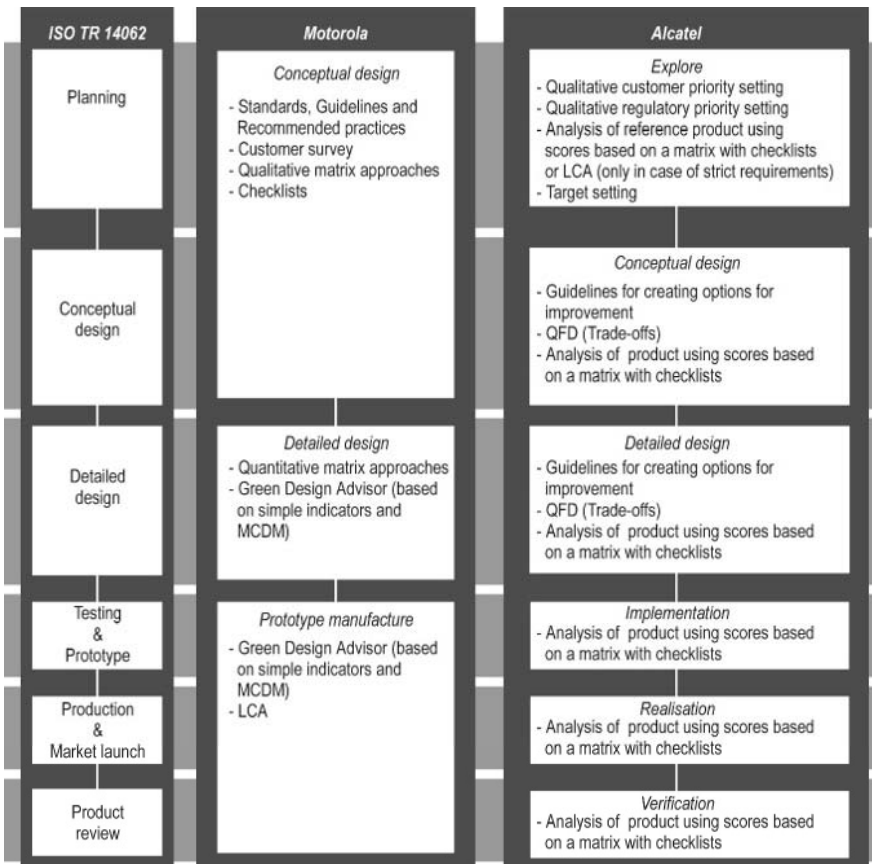 ISO TR 14062
Planning
Conceptual
design
Detailed
design
Testing
&
Prototype
Production
&
Market launch
Product
review
Motorola
Conceptual design
- Standards, Guidelines and
Recommended practices
- Customer survey
- Qualitative matrix approaches
- Checklists
Detailed design
- Quantitative matrix approaches
- Green Design Advisor (based
on simple indicators and
MCDM)
Prototype manufacture
- Green Design Advisor (based
on simple indicators and
MCDM)
- LCA
Alcatel
Explore
- Qualitative customer priority setting
- Qualitative regulatory priority setting
- Analysis of reference product using
scores based on a matrix with checklists
or LCA (only in case of strict requirements)
- Target setting
Conceptual design
- Guidelines for creating options for
improvement
- QFD (Trade-offs)
- Analysis of product using scores based
on a matrix with checklists
Detailed design
- Guidelines for creating options for
improvement
- QFD (Trade-offs)
- Analysis of product using scores based
on a matrix with checklists
Implementation
- Analysis of product using scores based
on a matrix with checklists
Realisation
- Analysis of product using scores based
on a matrix with checklists
Verification
- Analysis of product using scores based
on a matrix with checklists